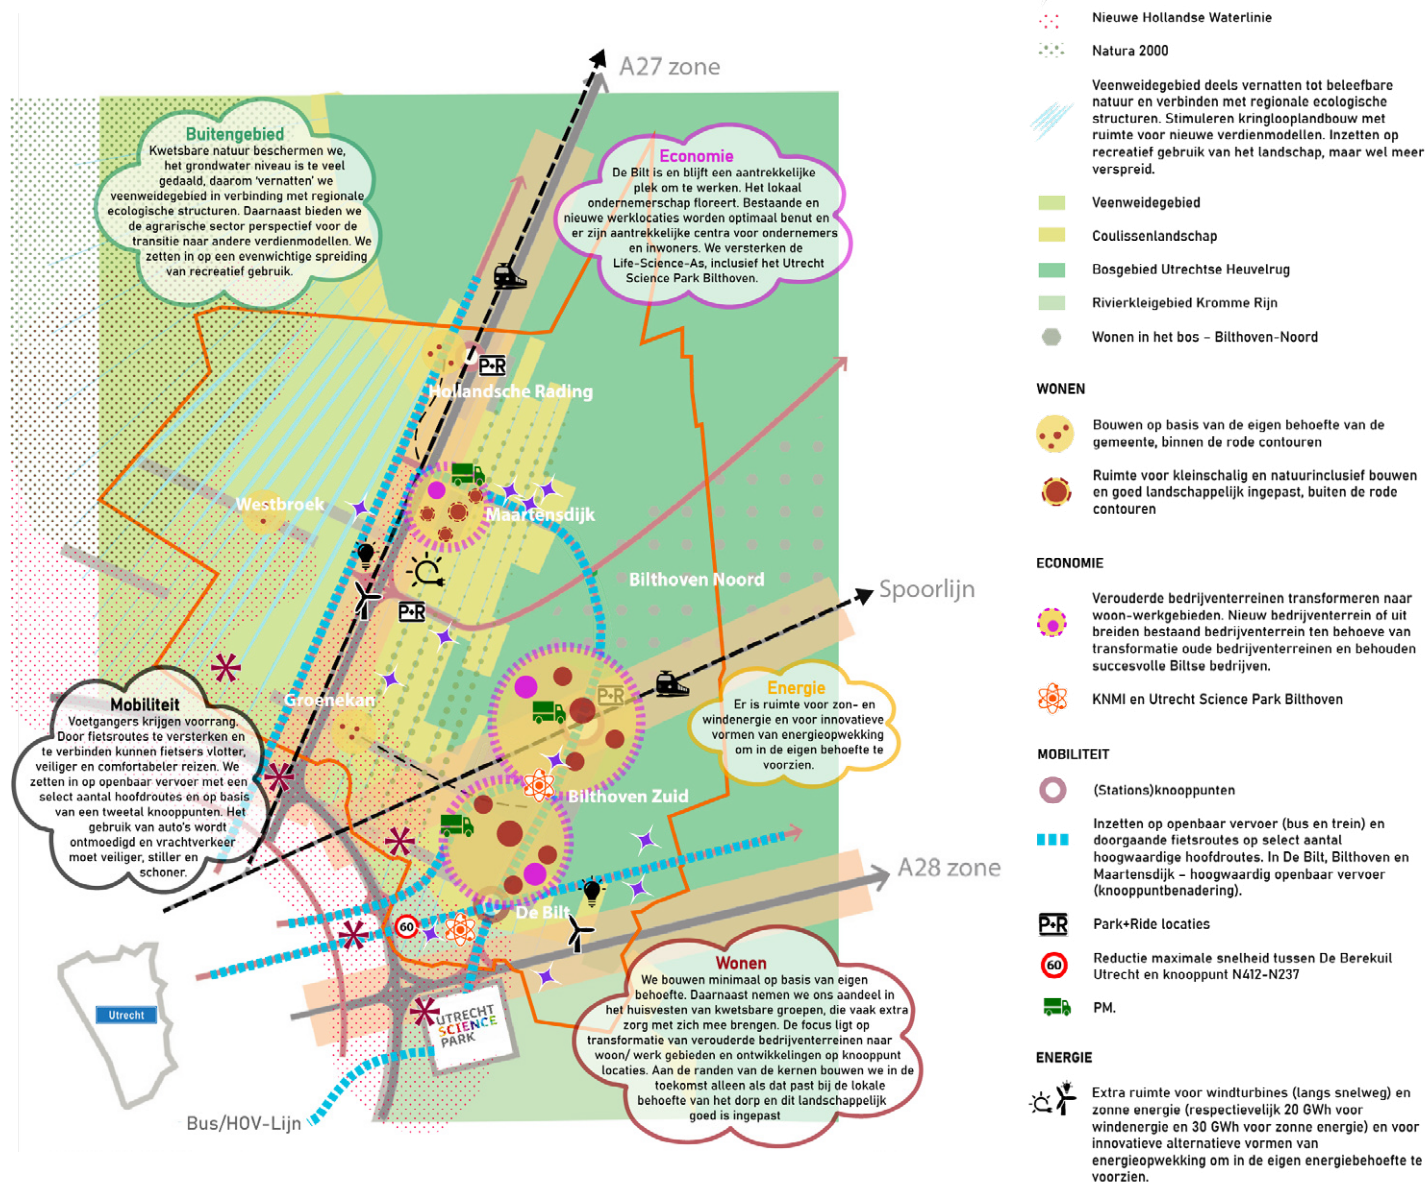 A27 zone
Buitengebied
Kwetsbare natuur beschermen we,
het grondwater niveau is te veel
gedaald, daarom ‘vernatten’ we
veenweidegebied in verbinding met regionale
ecologische structuren. Daarnaast bieden we
de agrarische sector perspectief voor de
transitie naar andere verdienmodellen. We
zetten in op een evenwichtige spreiding
van recreatief gebruik.
Economie
De Bilt is en blijft een aantrekkelijke
plek om te werken. Het lokaal
ondernemerschap floreert. Bestaande en
nieuwe werklocaties worden optimaal benut en
er zijn aantrekkelijke centra voor ondernemers
en inwoners. We versterken de
Life-Science-As, inclusief het Utrecht
Science Park Bilthoven.
P+R
Hollandsche Rading
Westbroek
Maartensdijk
Bilthoven Noord
P+R
Spoorlijn
Groenekan
P+R
Mobiliteit
Voetgangers krijgen voorrang.
Door fietsroutes te versterken en
te verbinden kunnen fietsers vlotter,
veiliger en comfortabeler reizen. We
zetten in op openbaar vervoer met een
select aantal hoofdroutes en op basis
van een tweetal knooppunten. Het
gebruik van auto’s wordt
ontmoedigd en vrachtverkeer
moet veiliger, stiller en
schoner.
Energie
Er is ruimte voor zon- en
windenergie en voor innovatieve
vormen van energieopwekking
om in de eigen behoefte te
voorzien.
Bilthoven Zuid
A28 zone
De Bilt
60
Wonen
We bouwen minimaal op basis van eigen
behoefte. Daarnaast nemen we ons aandeel in
het huisvesten van kwetsbare groepen, die vaak extra
zorg met zich mee brengen. De focus ligt op
transformatie van verouderde bedrijventerreinen naar
woon/ werk gebieden en ontwikkelingen op knooppunt
locaties. Aan de randen van de kernen bouwen we in de
toekomst alleen als dat past bij de lokale
behoefte van het dorp en dit landschappelijk
goed is ingepast
UTRECHT
SCIENCE
PARK
Utrecht
Bus/HOV-Lijn
Nieuwe Hollandse Waterlinie
Natura 2000
Veenweidegebied deels vernatten tot beleefbare
natuur en verbinden met regionale ecologische
structuren. Stimuleren kringlooplandbouw met
ruimte voor nieuwe verdienmodellen. Inzetten op
recreatief gebruik van het landschap, maar wel meer
verspreid.
Veenweidegebied
Coulissenlandschap
Bosgebied Utrechtse Heuvelrug
Rivierkleigebied Kromme Rijn
Wonen in het bos – Bilthoven-Noord
WONEN
Bouwen op basis van de eigen behoefte van de
gemeente, binnen de rode contouren
Ruimte voor kleinschalig en natuurinclusief bouwen
en goed landschappelijk ingepast, buiten de rode
contouren
ECONOMIE
Verouderde bedrijventerreinen transformeren naar
woon-werkgebieden. Nieuw bedrijventerrein of uit
breiden bestaand bedrijventerrein ten behoeve van
transformatie oude bedrijventerreinen en behouden
succesvolle Biltse bedrijven.
KNMI en Utrecht Science Park Bilthoven
MOBILITEIT
(Stations)knooppunten
Inzetten op openbaar vervoer (bus en trein) en
doorgaande fietsroutes op select aantal
hoogwaardige hoofdroutes. In De Bilt, Bilthoven en
Maartensdijk – hoogwaardig openbaar vervoer
(knooppuntbenadering).
P+R Park+Ride locaties
60 Reductie maximale snelheid tussen De Berekuil
Utrecht en knooppunt N412-N237
PM.
ENERGIE
Extra ruimte voor windturbines (langs snelweg) en
zonne energie (respectievelijk 20 GWh voor
windenergie en 30 GWh voor zonne energie) en voor
innovatieve alternatieve vormen van
energieopwekking om in de eigen energiebehoefte te
voorzien.